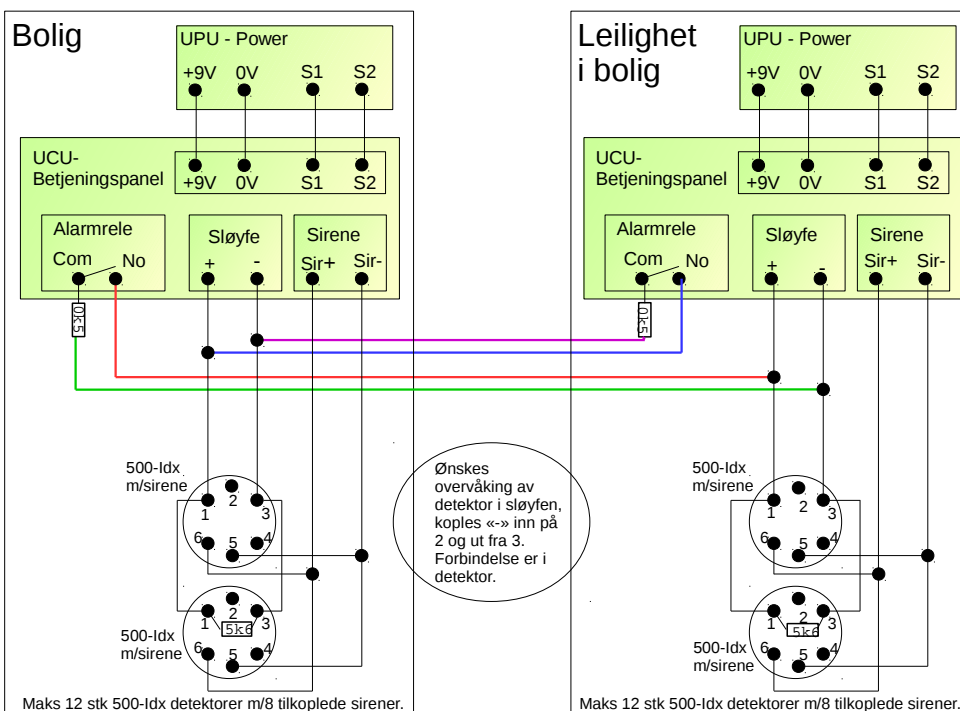 Bolig
UPU - Power
+9V 0V S1 S2
UCU-
Betjeningspanel
+9V 0V S1 S2
Alarmrele
Com No
Sløyfe
+ -
Sirene
Sir+ Sir-
0k5
500-Idx
m/sirene
1 2 3
6 5 4
500-Idx
m/sirene
1 2 3
5k6
6 5 4
Maks 12 stk 500-Idx detektorer m/8 tilkoplede sirener.
Ønskes
overvåking av
detektor i sløyfen,
koples «-» inn på
2 og ut fra 3.
Forbindelse er i
detektor.
Leilighet
i bolig
UPU - Power
+9V 0V S1 S2
UCU-
Betjeningspanel
+9V 0V S1 S2
Alarmrele
Com No
Sløyfe
+ -
Sirene
Sir+ Sir-
0k5
500-Idx
m/sirene
1 2 3
6 5 4
500-Idx
m/sirene
1 2 3
5k6
6 5 4
Maks 12 stk 500-Idx detektorer m/8 tilkoplede sirener.